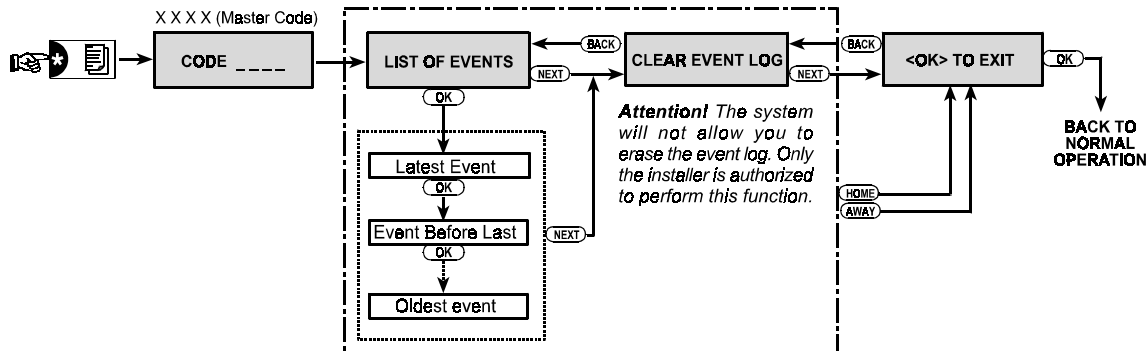 X X X X (Master Code)
CODE _ _ _ _
LIST OF EVENTS
BACK
NEXT
CLEAR EVENT LOG
BACK
NEXT
<OK> TO EXIT
OK
BACK TO
NORMAL
OPERATION
OK
Latest Event
OK
Event Before Last
OK
Oldest event
NEXT
Attention! The system
will not allow you to
erase the event log. Only
the installer is authorized
to perform this function.
HOME
AWAY